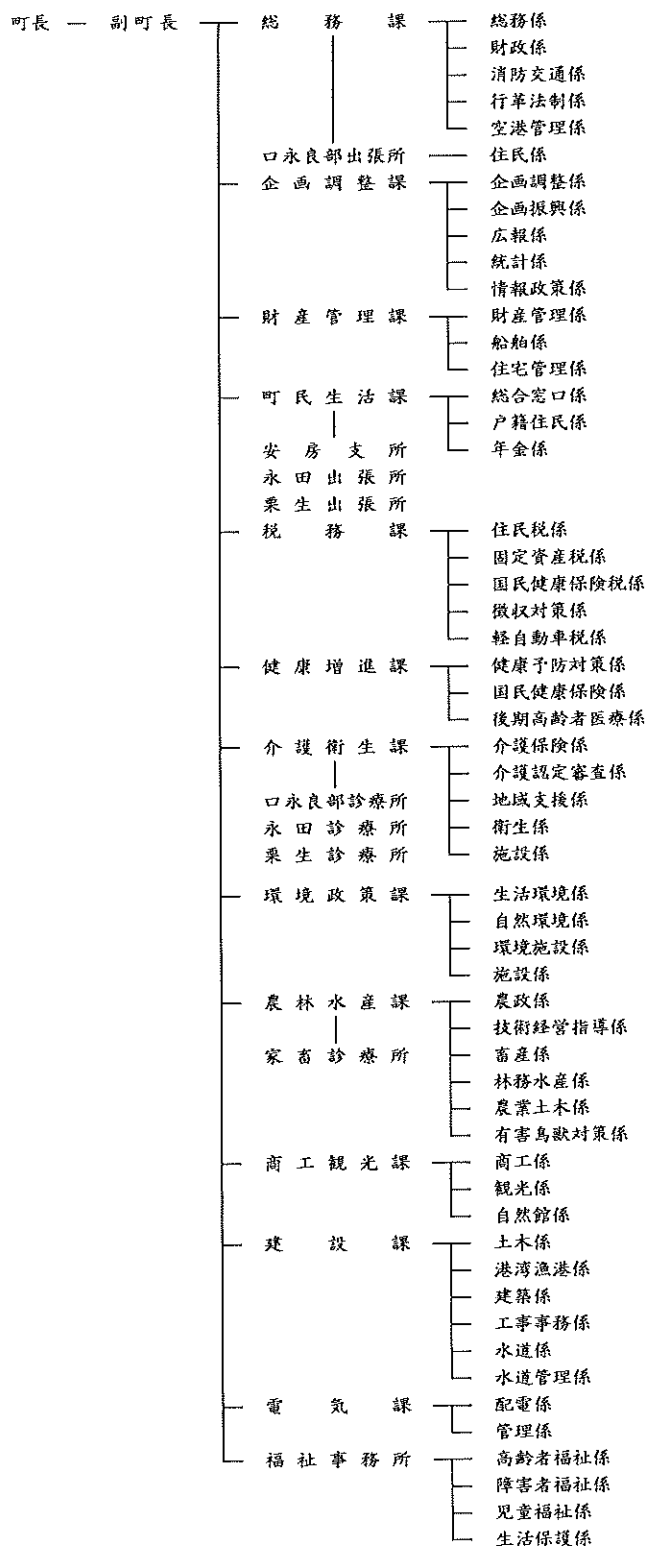 町長 副町長 総務課 総務係
財政係
消防交通係
行革法制係
空港管理係
口永良部出張所 住民係
企画調整課 企画調整係
企画振興係
広報係
統計係
情報政策係
財産管理課 財産管理係
船舶係
住宅管理係
町民生活課 総合窓口係
戸籍住民係
安房支所 年金係
永田出張所
栗生出張所
税務課 住民税係
固定資産税係
国民健康保険税係
徴収対策係
軽自動車税係
健康増進課 健康予防対策係
国民健康保険係
後期高齢者医療係
介護衛生課 介護保険係
介護認定審査係
口永良部診療所 地域支援係
永田診療所 衛生係
栗生診療所 施設係
環境政策課 生活環境係
自然環境係
環境施設係
施設係
農林水産課 農政係
技術経営指導係
家畜診療所 畜産係
林務水産係
農業土木係
有害鳥獣対策係
商工観光課 商工係
観光係
自然館係
建設課 土木係
港湾漁港係
建築係
工事事務係
水道係
水道管理係
電気課 配電係
管理係
福祉事務所 高齢者福祉係
障害者福祉係
児童福祉係
生活保護係